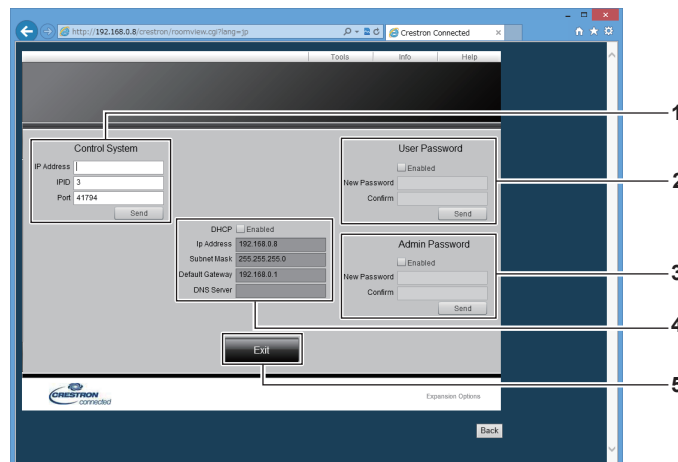 http://192.168.0.8/crestron/roomview.cgi?lang=jp
Crestron Connected
Tools Info Help
1
Control System
IP Address
IPID 3
Port 41794
Send
User Password
Enabled
New Password
Confirm
Send
2
DHCP Enabled
Ip Address 192.168.0.8
Subnet Mask 255.255.255.0
Default Gateway 192.168.0.1
DNS Server
Admin Password
Enabled
New Password
Confirm
Send
3
4
Exit
5
CRESTRON
connected
Expansion Options
Back